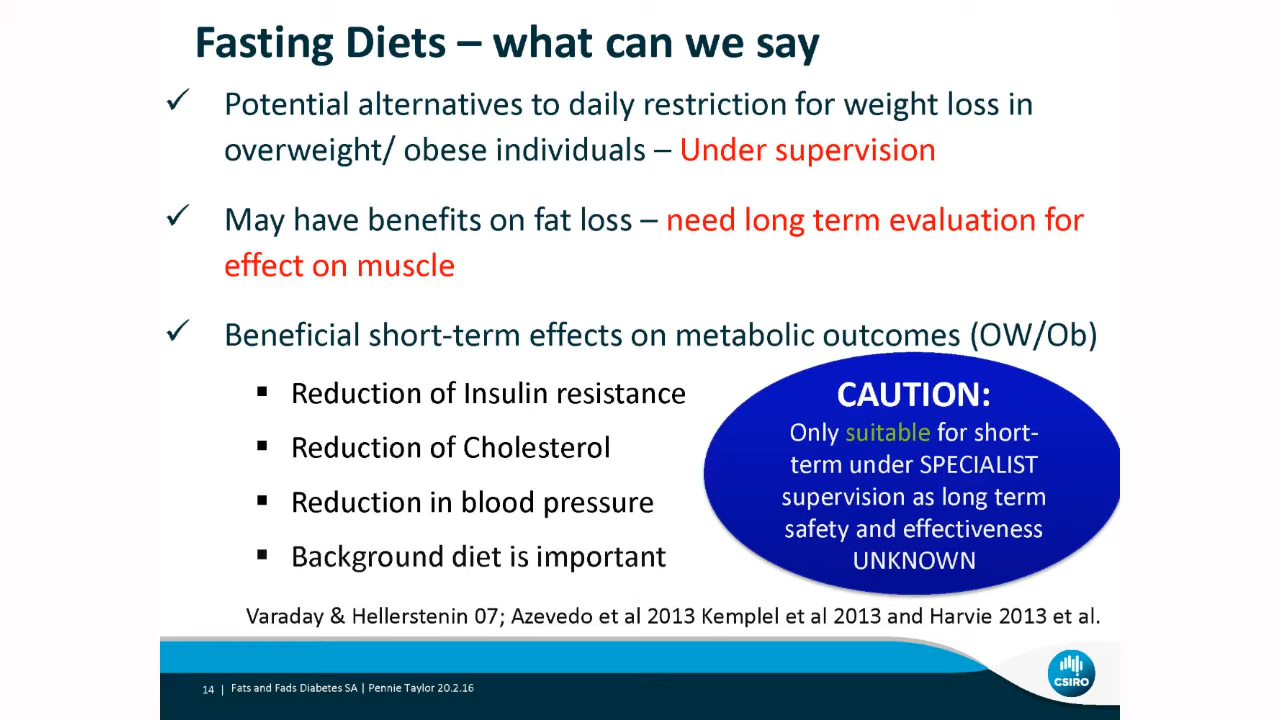 Fasting Diets – what can we say
✓ Potential alternatives to daily restriction for weight loss in
overweight/ obese individuals – Under supervision
✓ May have benefits on fat loss – need long term evaluation for
effect on muscle
✓ Beneficial short-term effects on metabolic outcomes (OW/Ob)
▪ Reduction of Insulin resistance
▪ Reduction of Cholesterol
▪ Reduction in blood pressure
▪ Background diet is important
CAUTION:
Only suitable for short-
term under SPECIALIST
supervision as long term
safety and effectiveness
UNKNOWN
Varaday & Hellerstenin 07; Azevedo et al 2013 Kemplel et al 2013 and Harvie 2013 et al.
14 | Fats and Fads Diabetes SA | Pennie Taylor 20.2.16
CSIRO